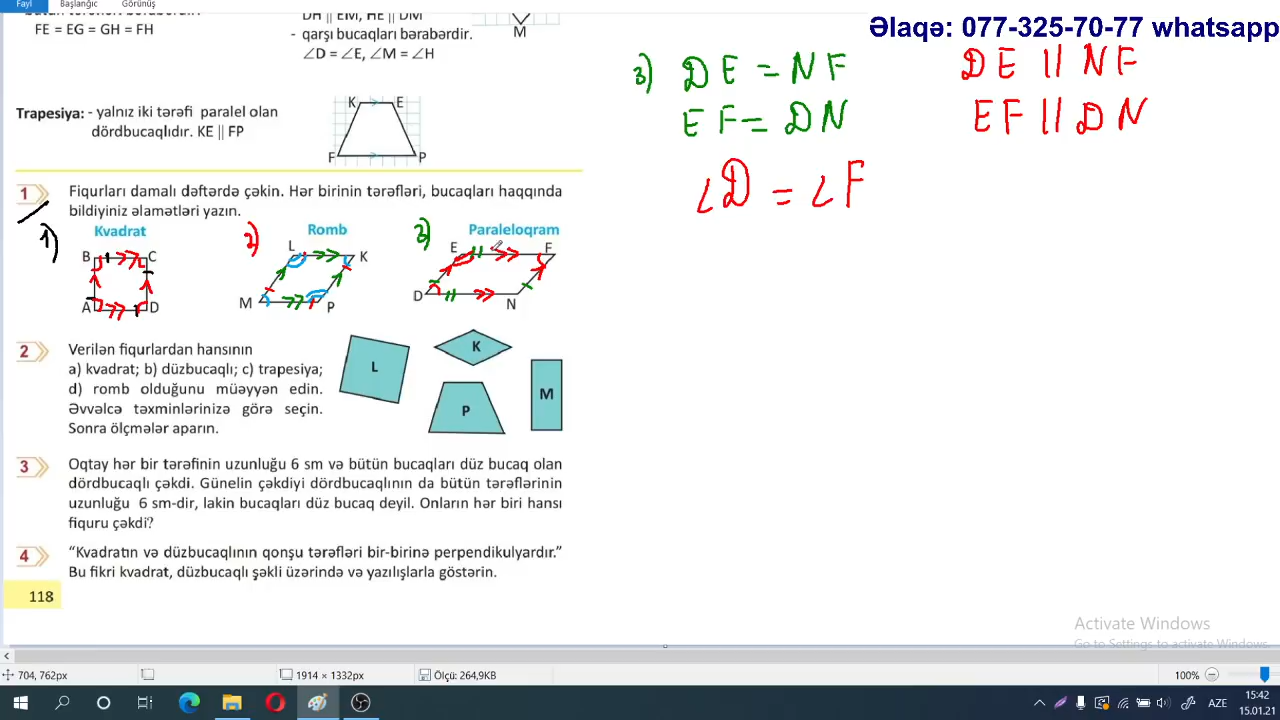 Fayl Başlanğıc Görünüş
Əlaqə: 077-325-70-77 whatsapp
FE = EG = GH = FH
DH || EM, HE || DM
- qarşı bucaqları bərabərdir.
∠D = ∠E, ∠M = ∠H
M
Trapesiya: - yalnız iki tərəfi paralel olan
dördbucaqlıdır. KE || FP
K E
F P
1 Fiqurları damalı dəftərdə çəkin. Hər birinin tərəfləri, bucaqları haqqında
bildiyiniz əlamətləri yazın.
1) Kvadrat
B C
A D
2) Romb
L K
M P
3) Paraleloqram
E F
D N
2 Verilən fiqurlardan hansının
a) kvadrat; b) düzbucaqlı; c) trapesiya;
d) romb olduğunu müəyyən edin.
Əvvəlcə təxminlərinizə görə seçin.
Sonra ölçmələr aparın.
L K P M
3 Oqtay hər bir tərəfinin uzunluğu 6 sm və bütün bucaqları düz bucaq olan
dördbucaqlı çəkdi. Günelin çəkdiyi dördbucaqlının da bütün tərəflərinin
uzunluğu 6 sm-dir, lakin bucaqları düz bucaq deyil. Onların hər biri hansı
fiquru çəkdi?
4 “Kvadratın və düzbucaqlının qonşu tərəfləri bir-birinə perpendikulyardır.”
Bu fikri kvadrat, düzbucaqlı şəkli üzərində və yazılışlarla göstərin.
118
3) DE = NF
EF = DN
∠D = ∠F
DE || NF
EF || DN
Activate Windows
Go to Settings to activate Windows.
704, 762px 1914 × 1332px Ölçü: 264,9KB 100%
AZE 15:42
15.01.21